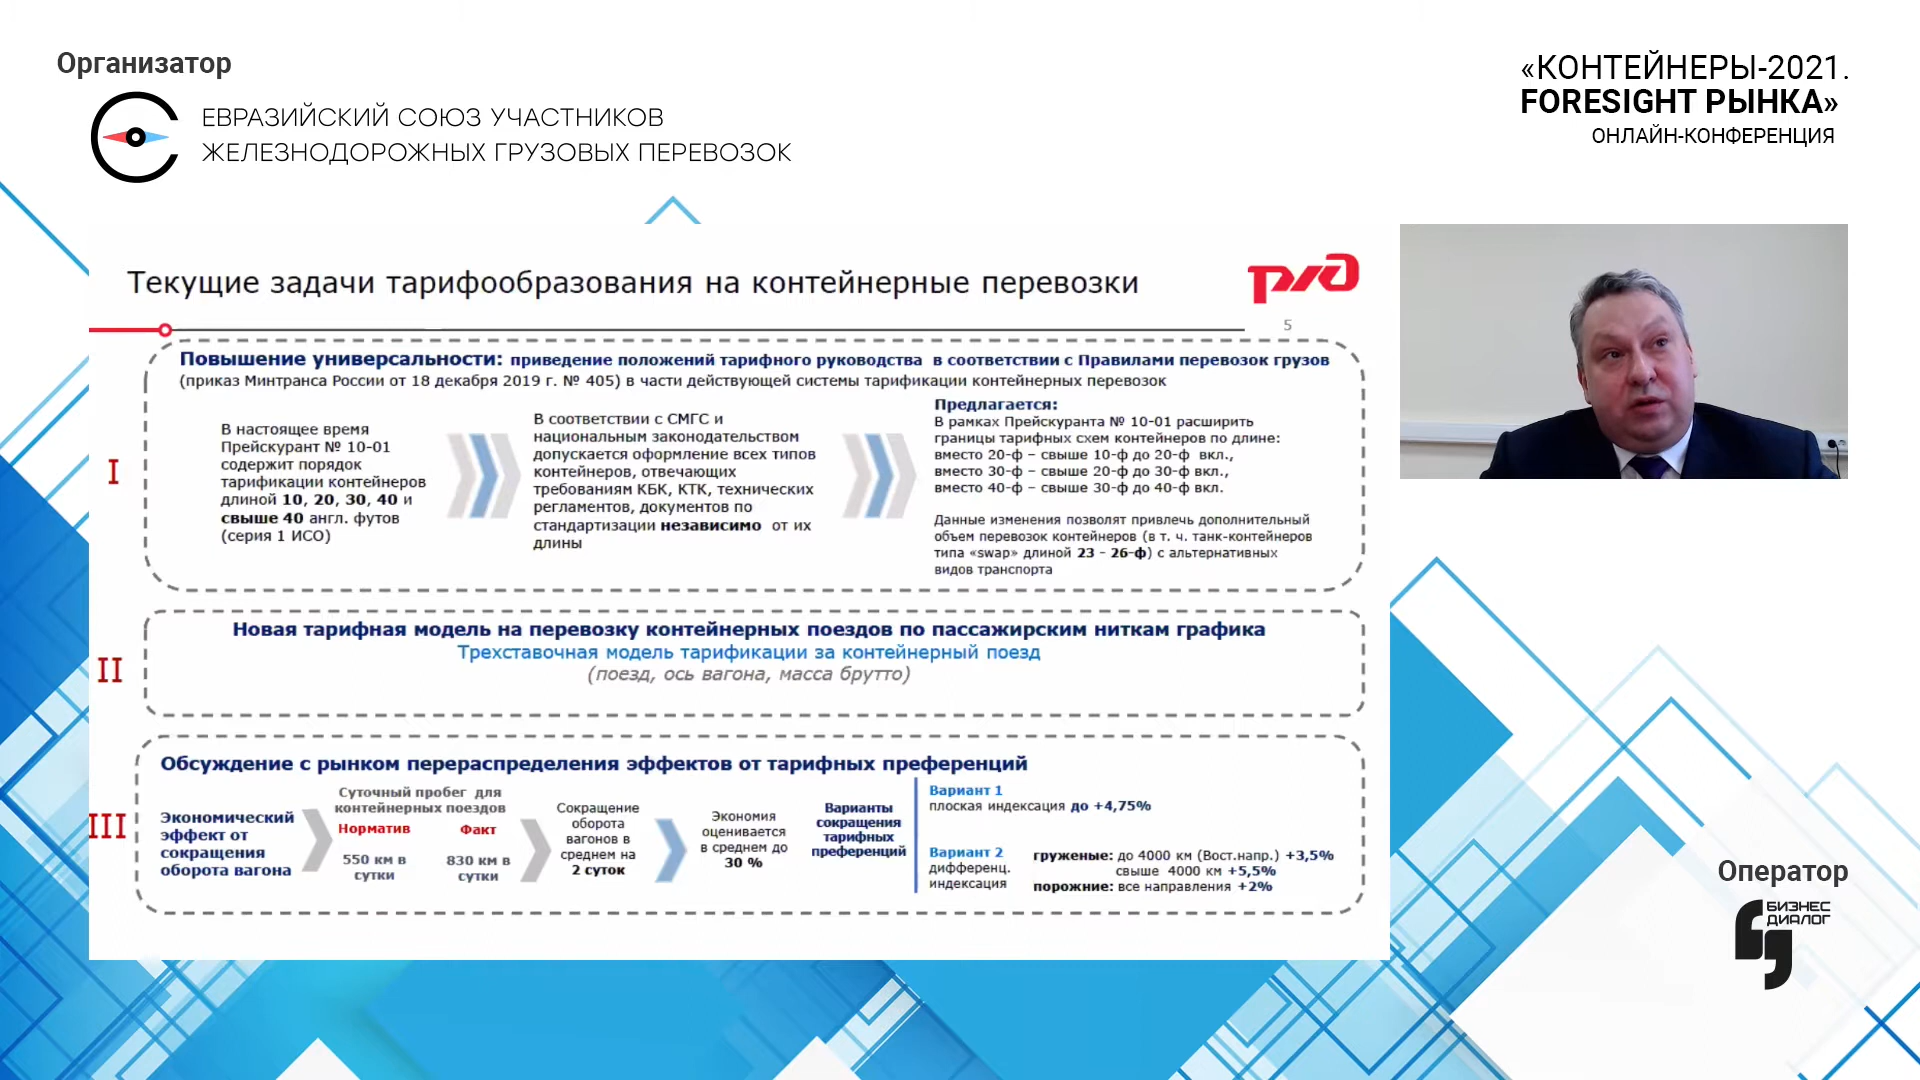 Организатор
ЕВРАЗИЙСКИЙ СОЮЗ УЧАСТНИКОВ
ЖЕЛЕЗНОДОРОЖНЫХ ГРУЗОВЫХ ПЕРЕВОЗОК
«КОНТЕЙНЕРЫ-2021.
FORESIGHT РЫНКА»
ОНЛАЙН-КОНФЕРЕНЦИЯ
Текущие задачи тарифообразования на контейнерные перевозки
РЖД
5
I
Повышение универсальности: приведение положений тарифного руководства в соответствии с Правилами перевозок грузов
(приказ Минтранса России от 18 декабря 2019 г. № 405) в части действующей системы тарификации контейнерных перевозок
В настоящее время
Прейскурант № 10-01
содержит порядок
тарификации контейнеров
длиной 10, 20, 30, 40 и
свыше 40 англ. футов
(серия 1 ИСО)
В соответствии с СМГС и
национальным законодательством
допускается оформление всех типов
контейнеров, отвечающих
требованиям КБК, КТК, технических
регламентов, документов по
стандартизации независимо от их
длины
Предлагается:
В рамках Прейскуранта № 10-01 расширить
границы тарифных схем контейнеров по длине:
вместо 20-ф – свыше 10-ф до 20-ф вкл.,
вместо 30-ф – свыше 20-ф до 30-ф вкл.,
вместо 40-ф – свыше 30-ф до 40-ф вкл.
Данные изменения позволят привлечь дополнительный
объем перевозок контейнеров (в т. ч. танк-контейнеров
типа «swap» длиной 23 – 26-ф) с альтернативных
видов транспорта
II
Новая тарифная модель на перевозку контейнерных поездов по пассажирским ниткам графика
Трехставочная модель тарификации за контейнерный поезд
(поезд, ось вагона, масса брутто)
III
Обсуждение с рынком перераспределения эффектов от тарифных преференций
Экономический
эффект от
сокращения
оборота вагона
Суточный пробег для
контейнерных поездов
Норматив Факт
550 км в
сутки
830 км в
сутки
Сокращение
оборота
вагонов в
среднем на
2 суток
Экономия
оценивается
в среднем до
30 %
Варианты
сокращения
тарифных
преференций
Вариант 1
плоская индексация до +4,75%
Вариант 2
дифференц.
индексация
груженые: до 4000 км (Вост.напр.) +3,5%
свыше 4000 км +5,5%
порожние: все направления +2%
Оператор
БИЗНЕС
ДИАЛОГ